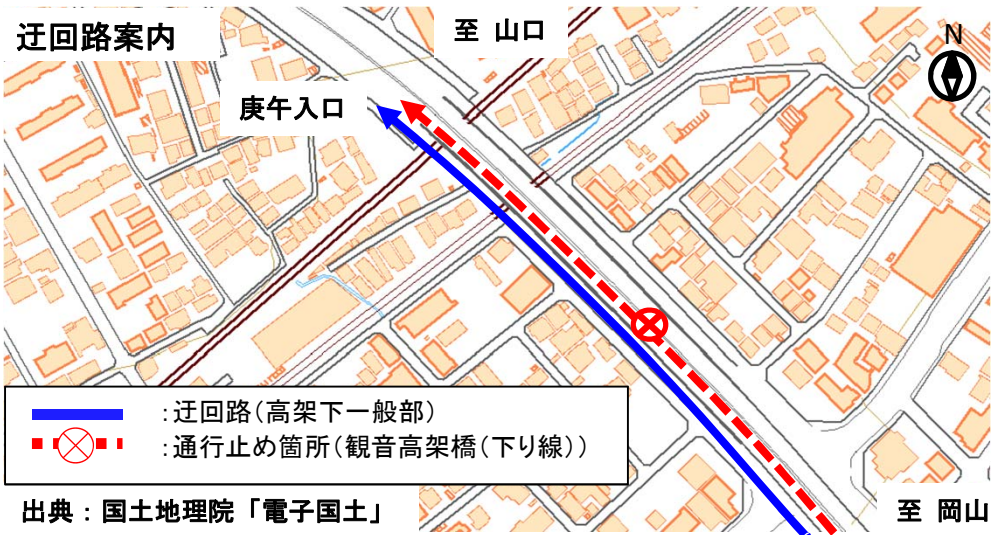 迂回路案内
至 山口
N
庚午入口
:迂回路(高架下一般部)
:通行止め箇所(観音高架橋(下り線))
出典:国土地理院「電子国土」
至 岡山